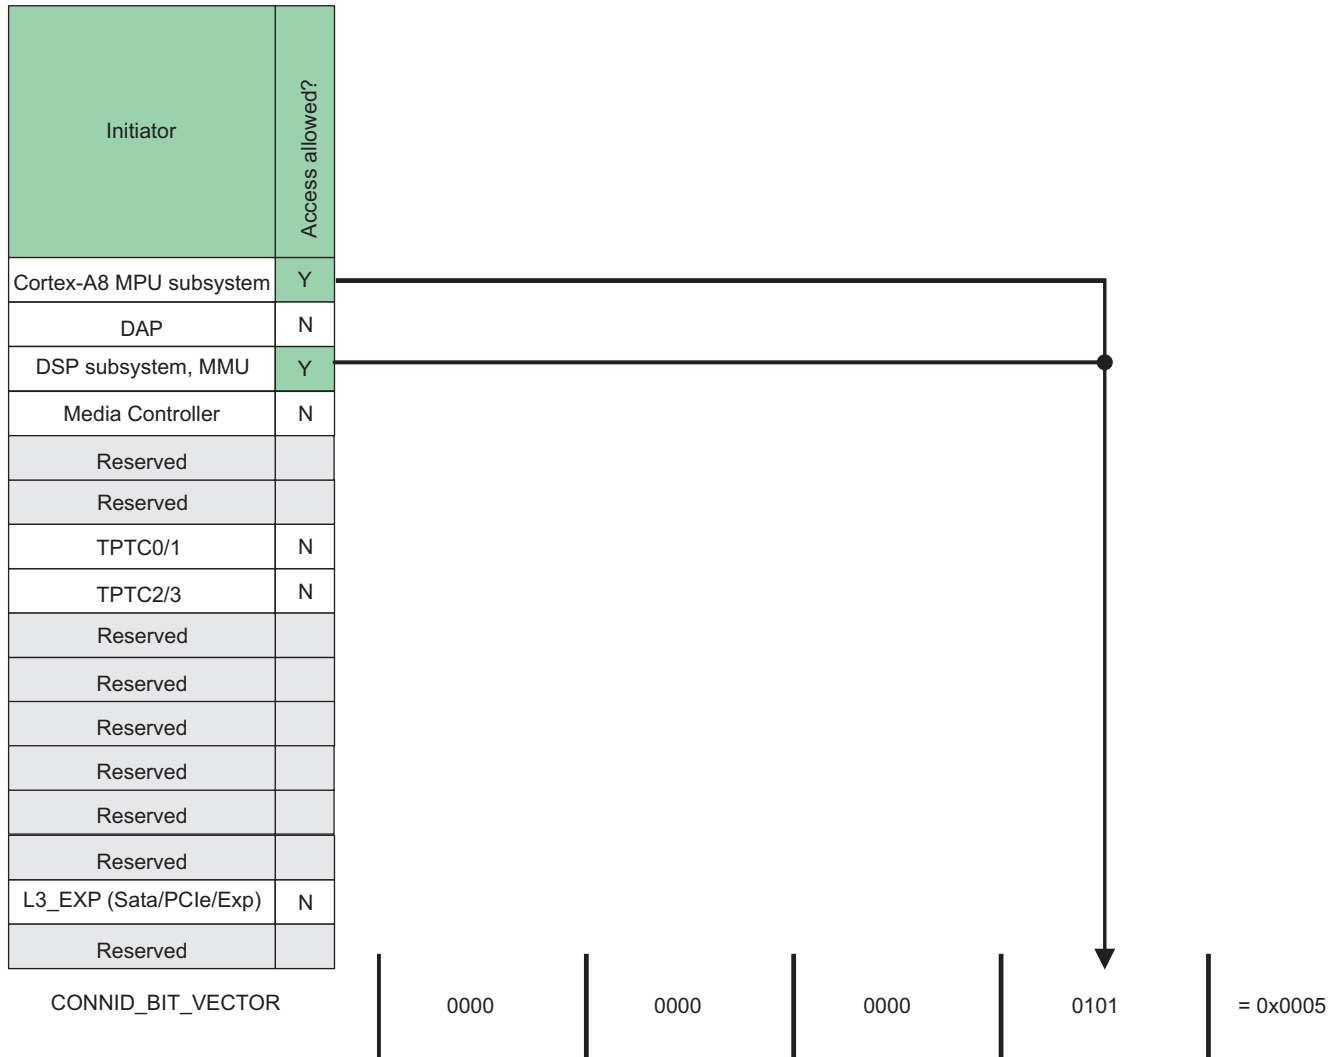 Initiator
Access allowed?
Cortex-A8 MPU subsystem Y
DAP N
DSP subsystem, MMU Y
Media Controller N
Reserved
Reserved
TPTC0/1 N
TPTC2/3 N
Reserved
Reserved
Reserved
Reserved
Reserved
Reserved
L3_EXP (Sata/PCIe/Exp) N
Reserved
CONNID_BIT_VECTOR 0000 0000 0000 0101 = 0x0005